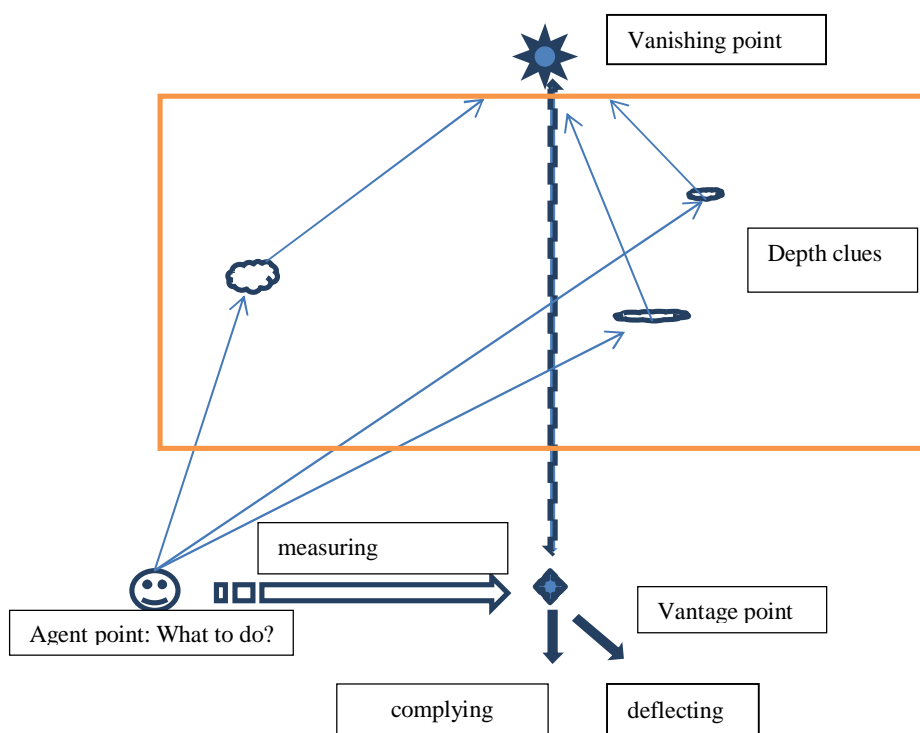 Vanishing point
Depth clues
measuring
Agent point: What to do?
Vantage point
complying
deflecting